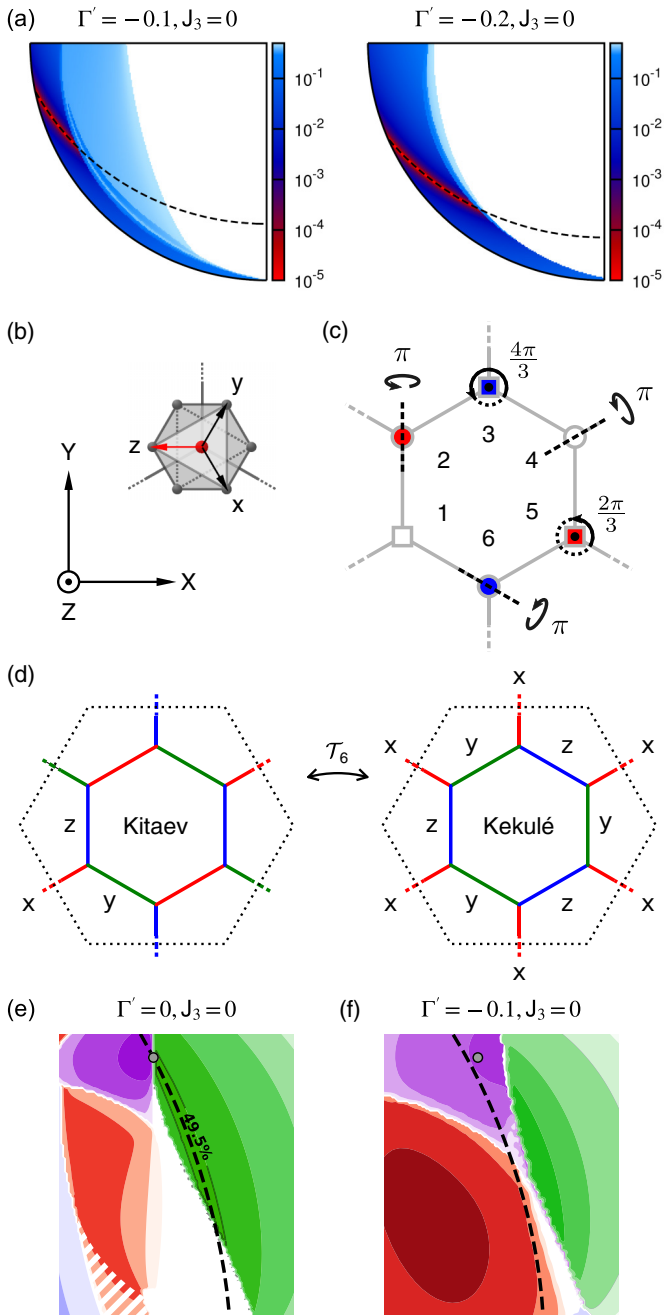 (a) Γ′ = −0.1, J₃ = 0 Γ′ = −0.2, J₃ = 0
10⁻¹ 10⁻¹
10⁻² 10⁻²
10⁻³ 10⁻³
10⁻⁴ 10⁻⁴
10⁻⁵ 10⁻⁵
(b) (c)
π 4π/3 π
y
z
x
3
2 4
1 5 2π/3
6
π
Y
X
Z
(d)
x
x y z x
T₆
z Kitaev z Kekulé y
x y x y z x
x
(e) Γ′ = 0, J₃ = 0 (f) Γ′ = −0.1, J₃ = 0
49.5%